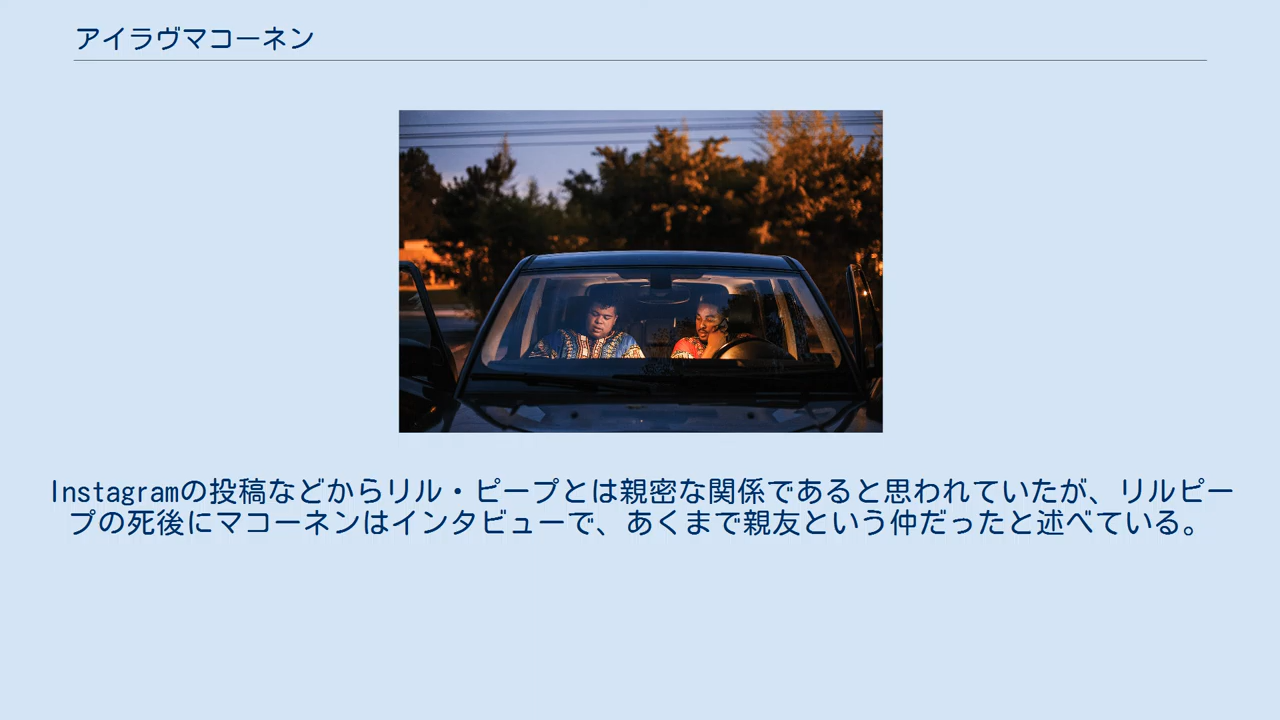 アイラヴマコーネン
Instagramの投稿などからリル・ピープとは親密な関係であると思われていたが、リルピー
プの死後にマコーネンはインタビューで、あくまで親友という仲だったと述べている。